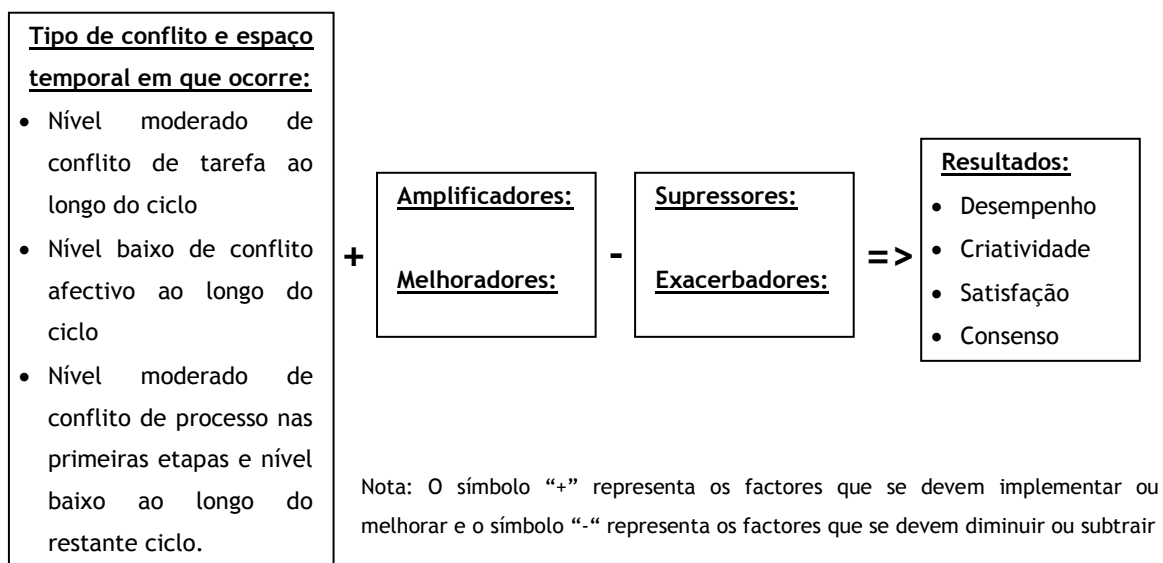 Tipo de conflito e espaço
temporal em que ocorre:
• Nível moderado de
conflito de tarefa ao
longo do ciclo
• Nível baixo de conflito
afectivo ao longo do
ciclo
• Nível moderado de
conflito de processo nas
primeiras etapas e nível
baixo ao longo do
restante ciclo.
+
Amplificadores:
Melhoradores:
-
Supressores:
Exacerbadores:
=>
Resultados:
• Desempenho
• Criatividade
• Satisfação
• Consenso
Nota: O símbolo “+” representa os factores que se devem implementar ou
melhorar e o símbolo “-“ representa os factores que se devem diminuir ou subtrair